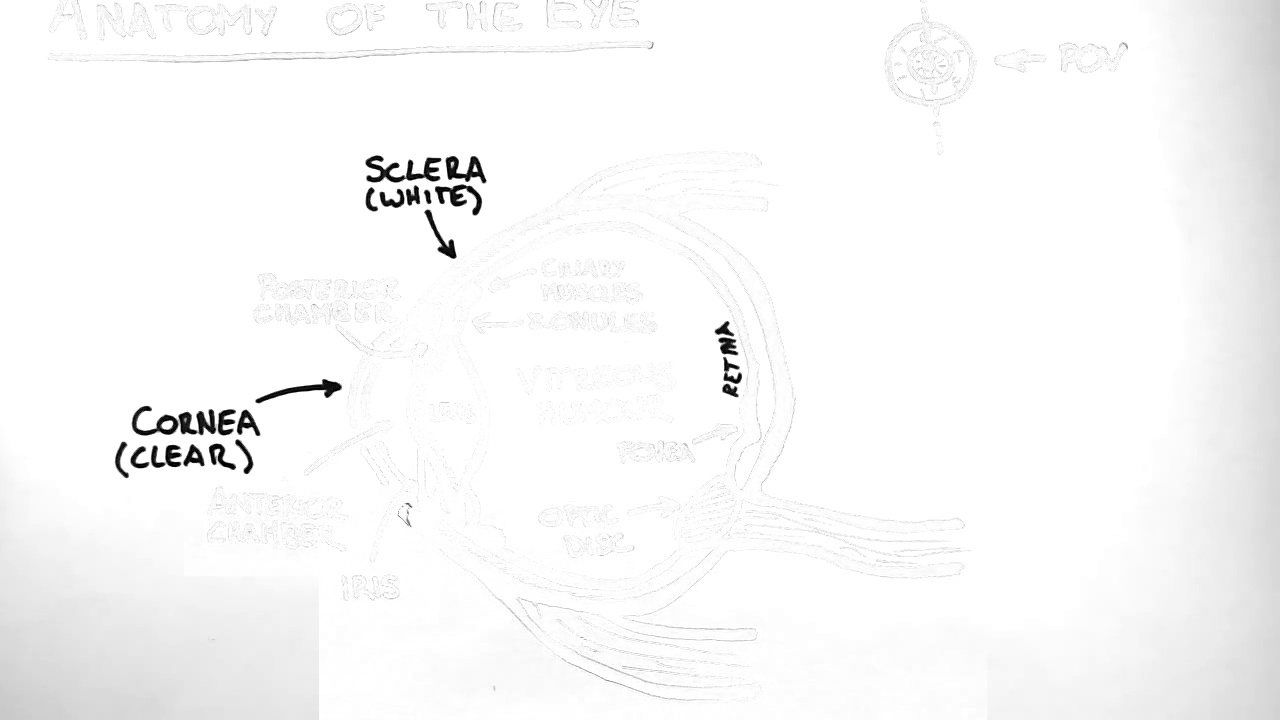 ANATOMY OF THE EYE
POV
SCLERA
(WHITE)
POSTERIOR
CHAMBER
CILIARY
MUSCLES
ZONULES
RETINA
CORNEA
(CLEAR)
LENS
VITREOUS
HUMOUR
FOVEA
ANTERIOR
CHAMBER
OPTIC
DISC
IRIS